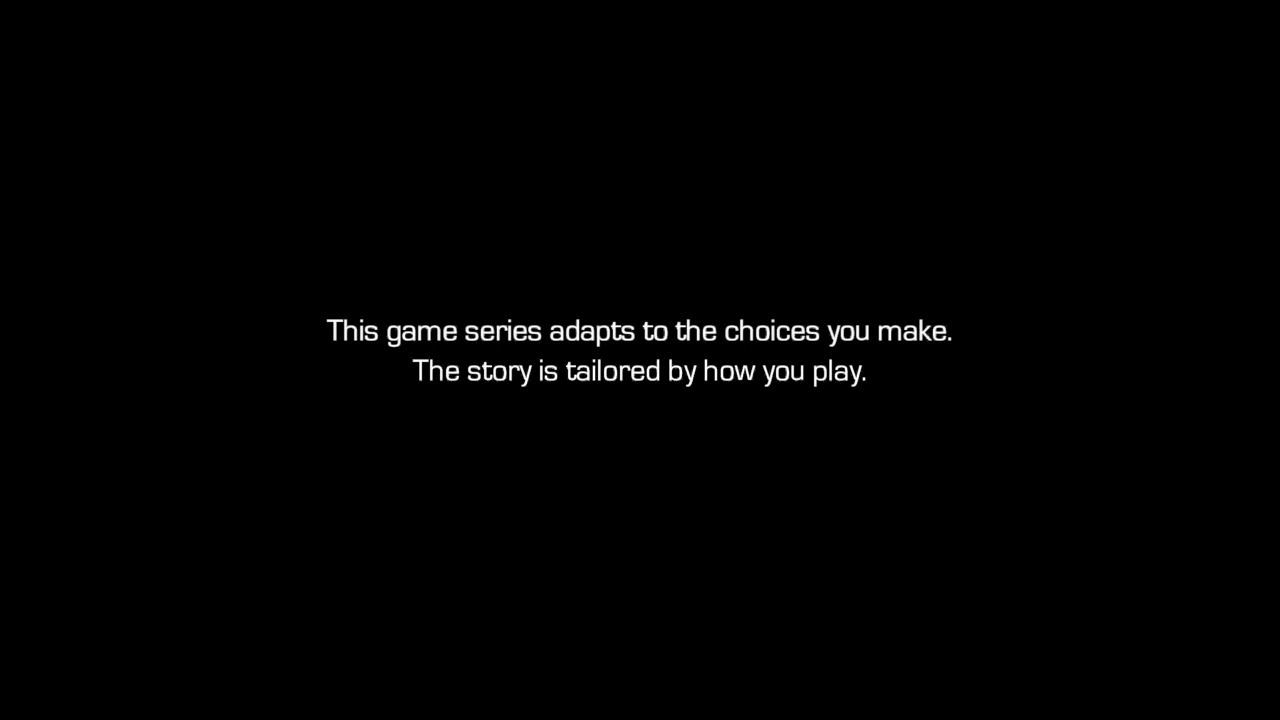 This game series adapts to the choices you make.
The story is tailored by how you play.